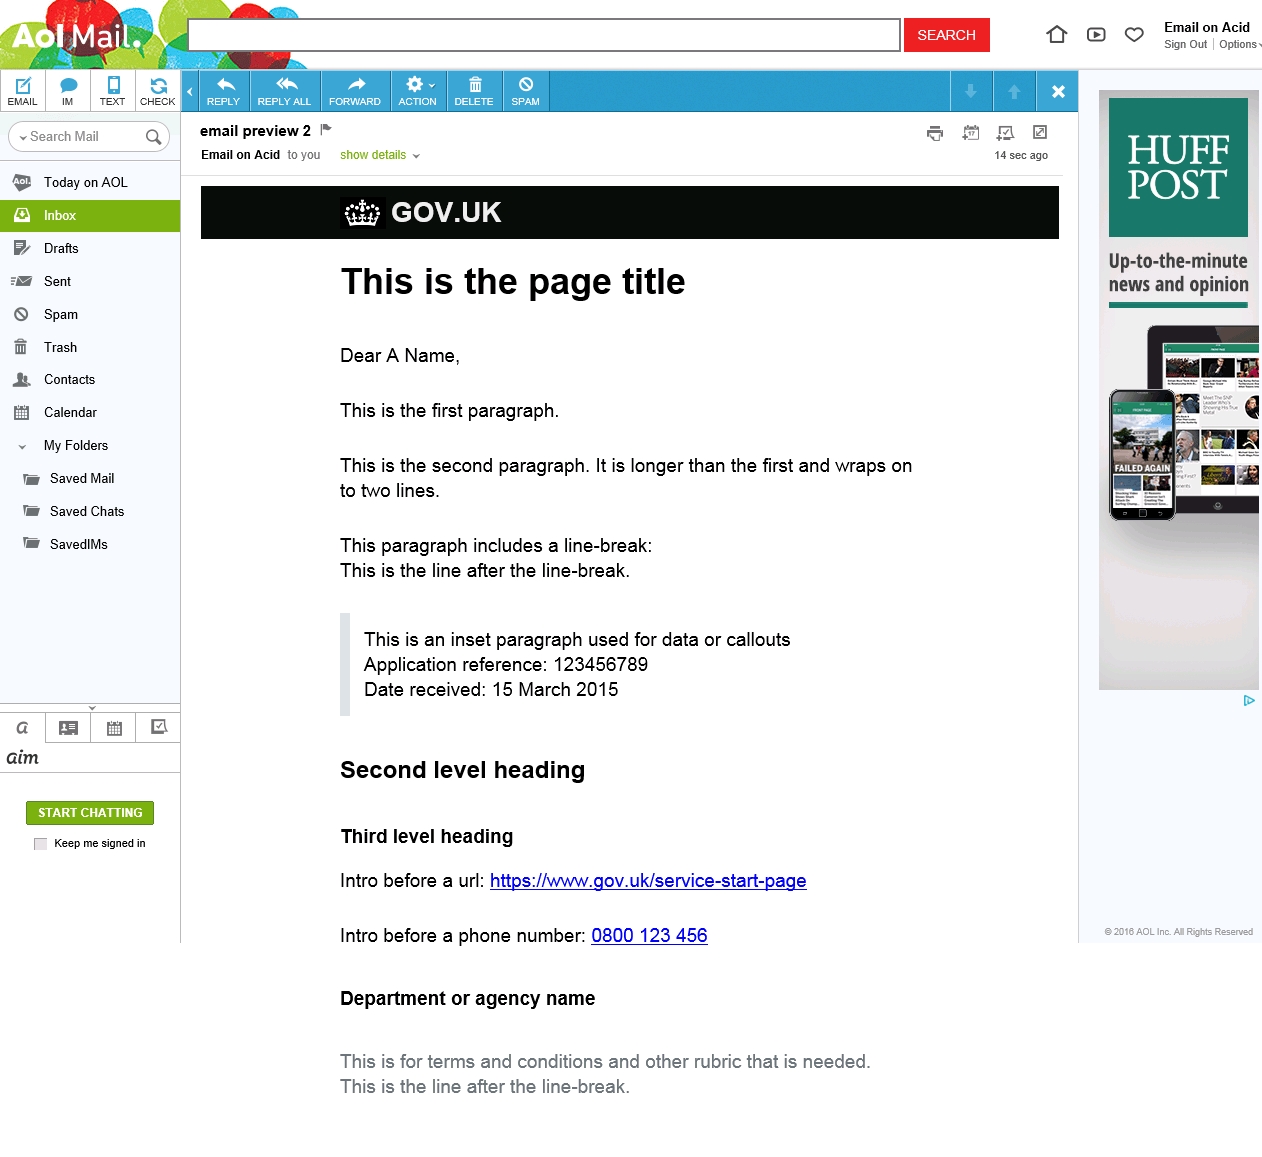 Aol Mail.
SEARCH
Email on Acid
Sign Out | Options
EMAIL
IM
TEXT
CHECK
REPLY
REPLY ALL
FORWARD
ACTION
DELETE
SPAM
Search Mail
Aol.
Today on AOL
Inbox
Drafts
Sent
Spam
Trash
Contacts
Calendar
My Folders
Saved Mail
Saved Chats
SavedIMs
a
aim
START CHATTING
Keep me signed in
email preview 2
17
Email on Acid to you show details
14 sec ago
GOV.UK
This is the page title
Dear A Name,
This is the first paragraph.
This is the second paragraph. It is longer than the first and wraps on
to two lines.
This paragraph includes a line-break:
This is the line after the line-break.
This is an inset paragraph used for data or callouts
Application reference: 123456789
Date received: 15 March 2015
Second level heading
Third level heading
Intro before a url: https://www.gov.uk/service-start-page
Intro before a phone number: 0800 123 456
Department or agency name
This is for terms and conditions and other rubric that is needed.
This is the line after the line-break.
HUFF
POST
Up-to-the-minute
news and opinion
FRONT PAGE
FAILED AGAIN
© 2016 AOL Inc. All Rights Reserved